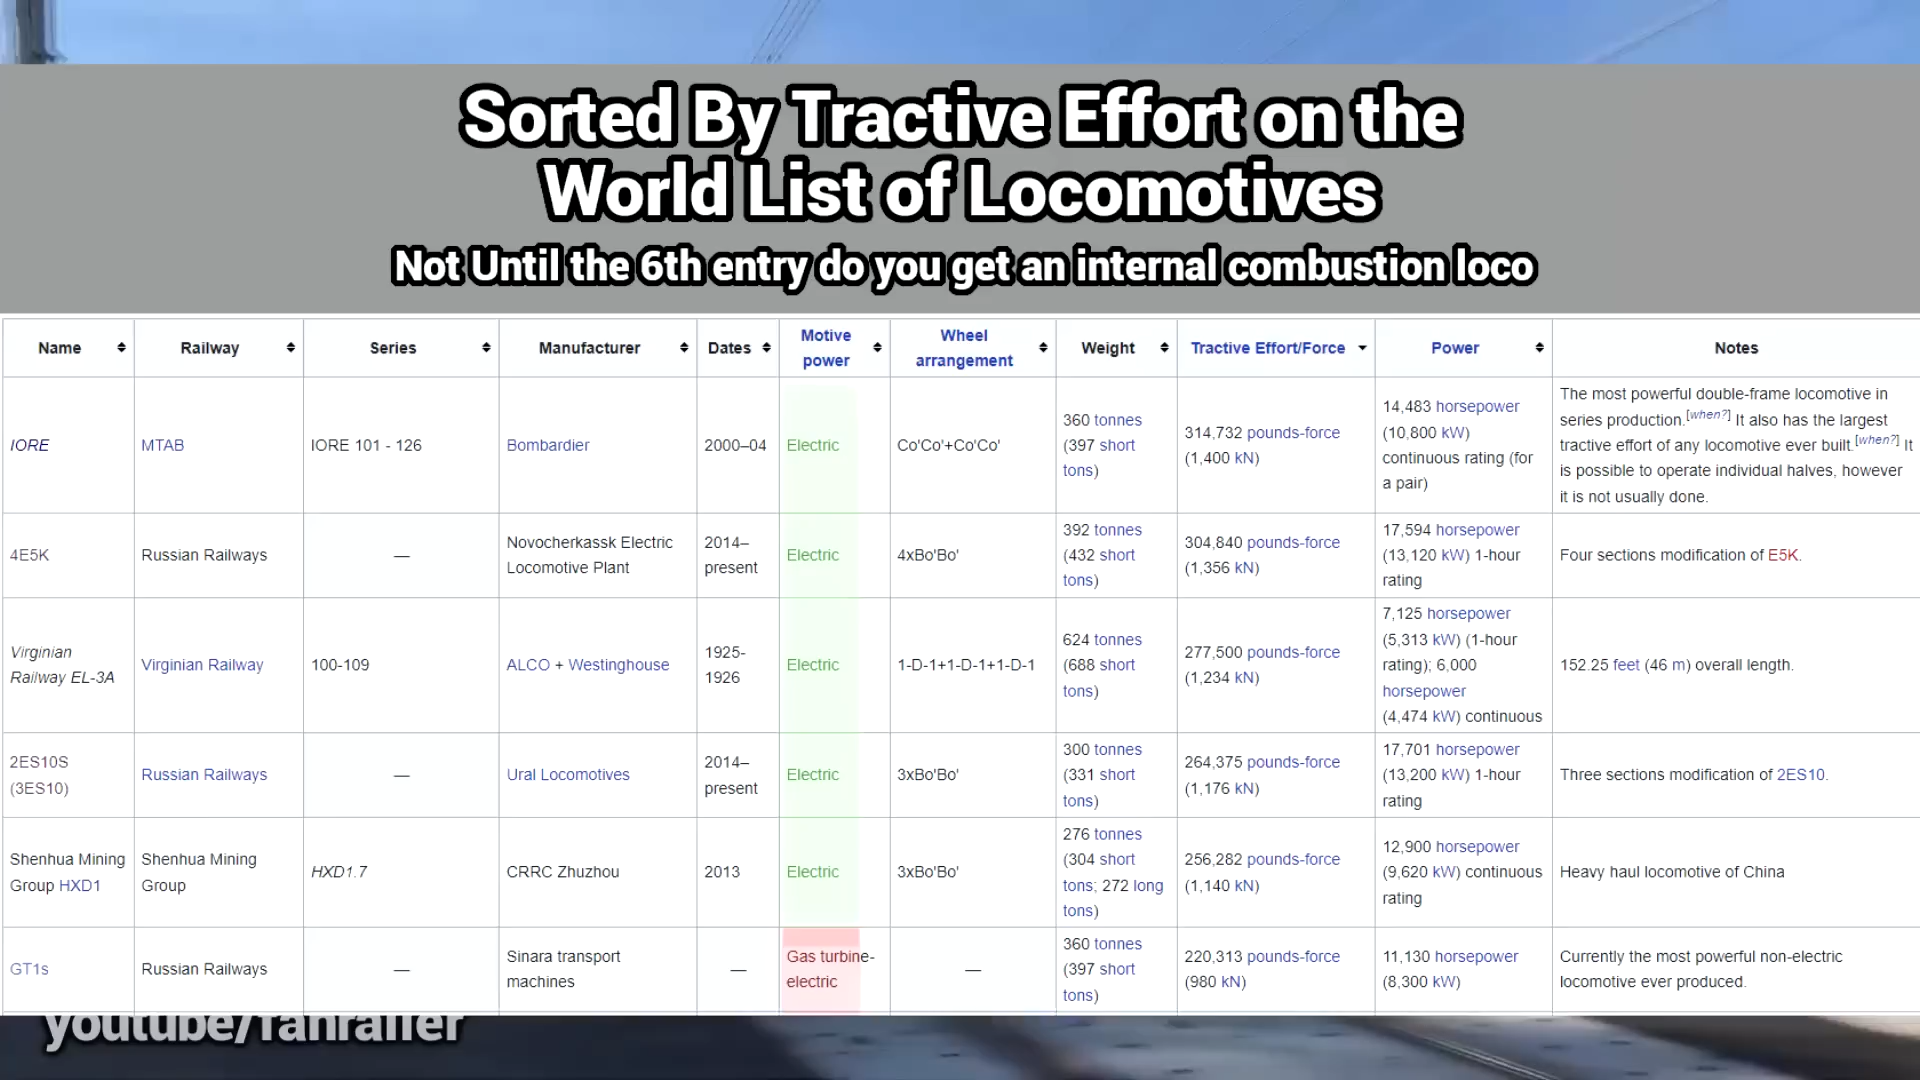 Sorted By Tractive Effort on the
World List of Locomotives
Not Until the 6th entry do you get an internal combustion loco
Name Railway Series Manufacturer Dates Motive power Wheel arrangement Weight Tractive Effort/Force Power Notes
IORE MTAB IORE 101 - 126 Bombardier 2000–04 Electric Co'Co'+Co'Co' 360 tonnes (397 short tons) 314,732 pounds-force (1,400 kN) 14,483 horsepower (10,800 kW) continuous rating (for a pair) The most powerful double-frame locomotive in series production.[when?] It also has the largest tractive effort of any locomotive ever built.[when?] It is possible to operate individual halves, however it is not usually done.
4E5K Russian Railways — Novocherkassk Electric Locomotive Plant 2014–present Electric 4xBo'Bo' 392 tonnes (432 short tons) 304,840 pounds-force (1,356 kN) 17,594 horsepower (13,120 kW) 1-hour rating Four sections modification of E5K.
Virginian Railway EL-3A Virginian Railway 100-109 ALCO + Westinghouse 1925-1926 Electric 1-D-1+1-D-1+1-D-1 624 tonnes (688 short tons) 277,500 pounds-force (1,234 kN) 7,125 horsepower (5,313 kW) (1-hour rating); 6,000 horsepower (4,474 kW) continuous 152.25 feet (46 m) overall length.
2ES10S (3ES10) Russian Railways — Ural Locomotives 2014–present Electric 3xBo'Bo' 300 tonnes (331 short tons) 264,375 pounds-force (1,176 kN) 17,701 horsepower (13,200 kW) 1-hour rating Three sections modification of 2ES10.
Shenhua Mining Group HXD1 Shenhua Mining Group HXD1.7 CRRC Zhuzhou 2013 Electric 3xBo'Bo' 276 tonnes (304 short tons; 272 long tons) 256,282 pounds-force (1,140 kN) 12,900 horsepower (9,620 kW) continuous rating Heavy haul locomotive of China
GT1s Russian Railways — Sinara transport machines — Gas turbine-electric — 360 tonnes (397 short tons) 220,313 pounds-force (980 kN) 11,130 horsepower (8,300 kW) Currently the most powerful non-electric locomotive ever produced.
youtube/fanrailer